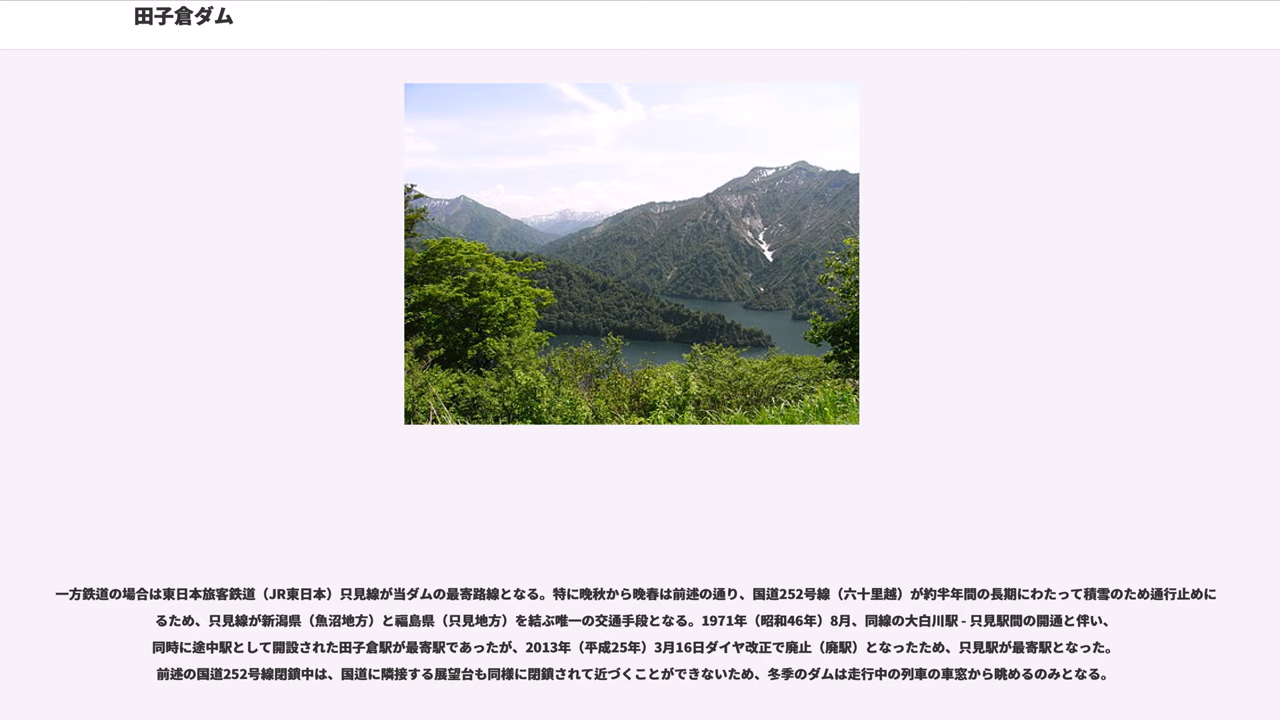 田子倉ダム
一方鉄道の場合は東日本旅客鉄道（JR東日本）只見線が当ダムの最寄路線となる。特に晩秋から晩春は前述の通り、国道252号線（六十里越）が約半年間の長期にわたって積雪のため通行止めに
るため、只見線が新潟県（魚沼地方）と福島県（只見地方）を結ぶ唯一の交通手段となる。1971年（昭和46年）8月、同線の大白川駅 - 只見駅間の開通と伴い、
同時に途中駅として開設された田子倉駅が最寄駅であったが、2013年（平成25年）3月16日ダイヤ改正で廃止（廃駅）となったため、只見駅が最寄駅となった。
前述の国道252号線閉鎖中は、国道に隣接する展望台も同様に閉鎖されて近づくことができないため、冬季のダムは走行中の列車の車窓から眺めるのみとなる。